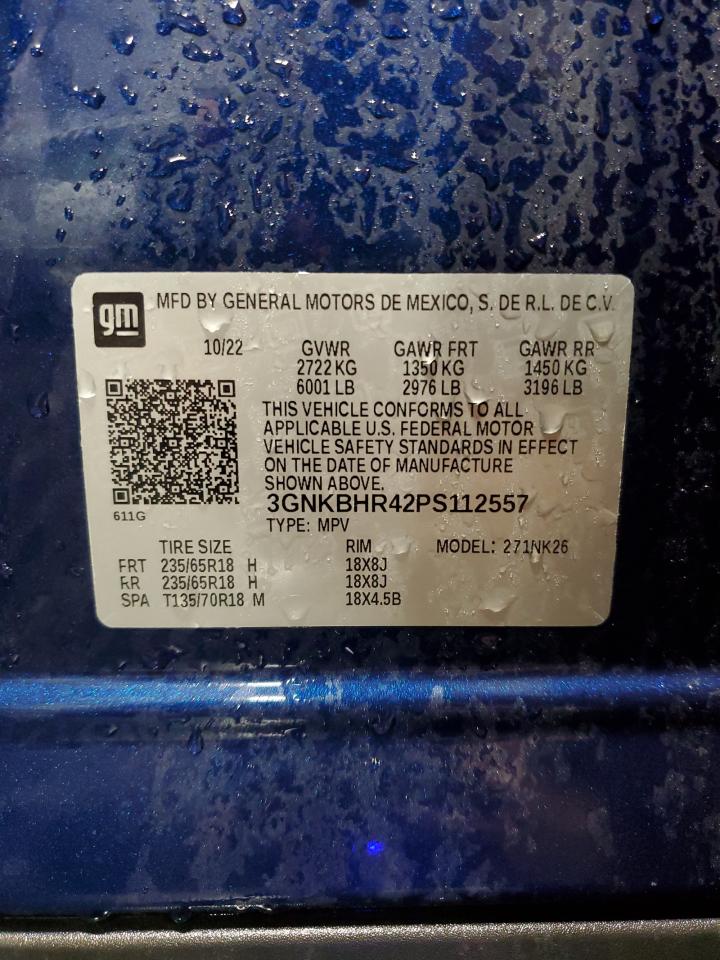 gm MFD BY GENERAL MOTORS DE MEXICO, S. DE R.L. DE C.V.
10/22 GVWR GAWR FRT GAWR RR
2722 KG 1350 KG 1450 KG
6001 LB 2976 LB 3196 LB
THIS VEHICLE CONFORMS TO ALL
APPLICABLE U.S. FEDERAL MOTOR
VEHICLE SAFETY STANDARDS IN EFFECT
ON THE DATE OF MANUFACTURE
SHOWN ABOVE.
3GNKBHR42PS112557
611G
TYPE: MPV
TIRE SIZE RIM MODEL: 271NK26
FRT 235/65R18 H 18X8J
RR 235/65R18 H 18X8J
SPA T135/70R18 M 18X4.5B